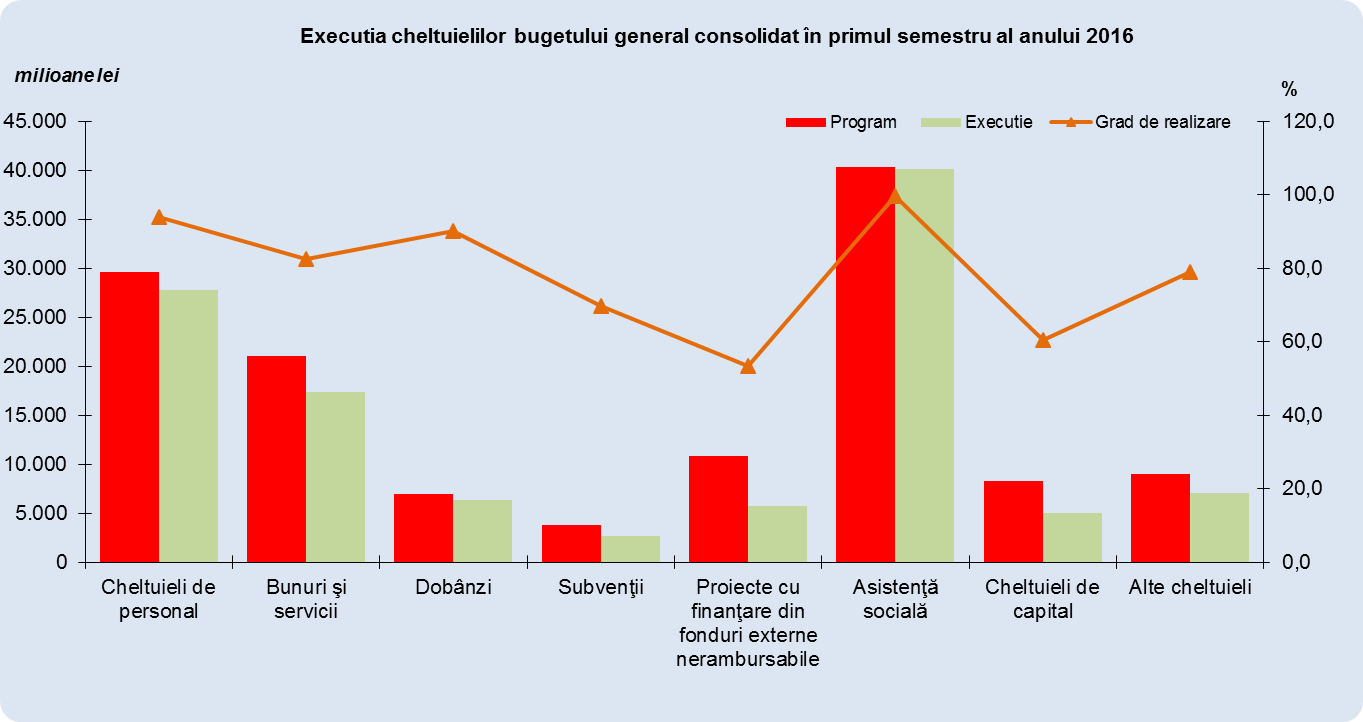 Executia cheltuielilor bugetului general consolidat în primul semestru al anului 2016
milioane lei
%
Program Executie Grad de realizare
45.000
40.000
35.000
30.000
25.000
20.000
15.000
10.000
5.000
0
120,0
100,0
80,0
60,0
40,0
20,0
0,0
Cheltuieli de
personal
Bunuri şi
servicii
Dobânzi
Subvenţii
Proiecte cu
finanţare din
fonduri externe
nerambursabile
Asistenţă
socială
Cheltuieli de
capital
Alte cheltuieli